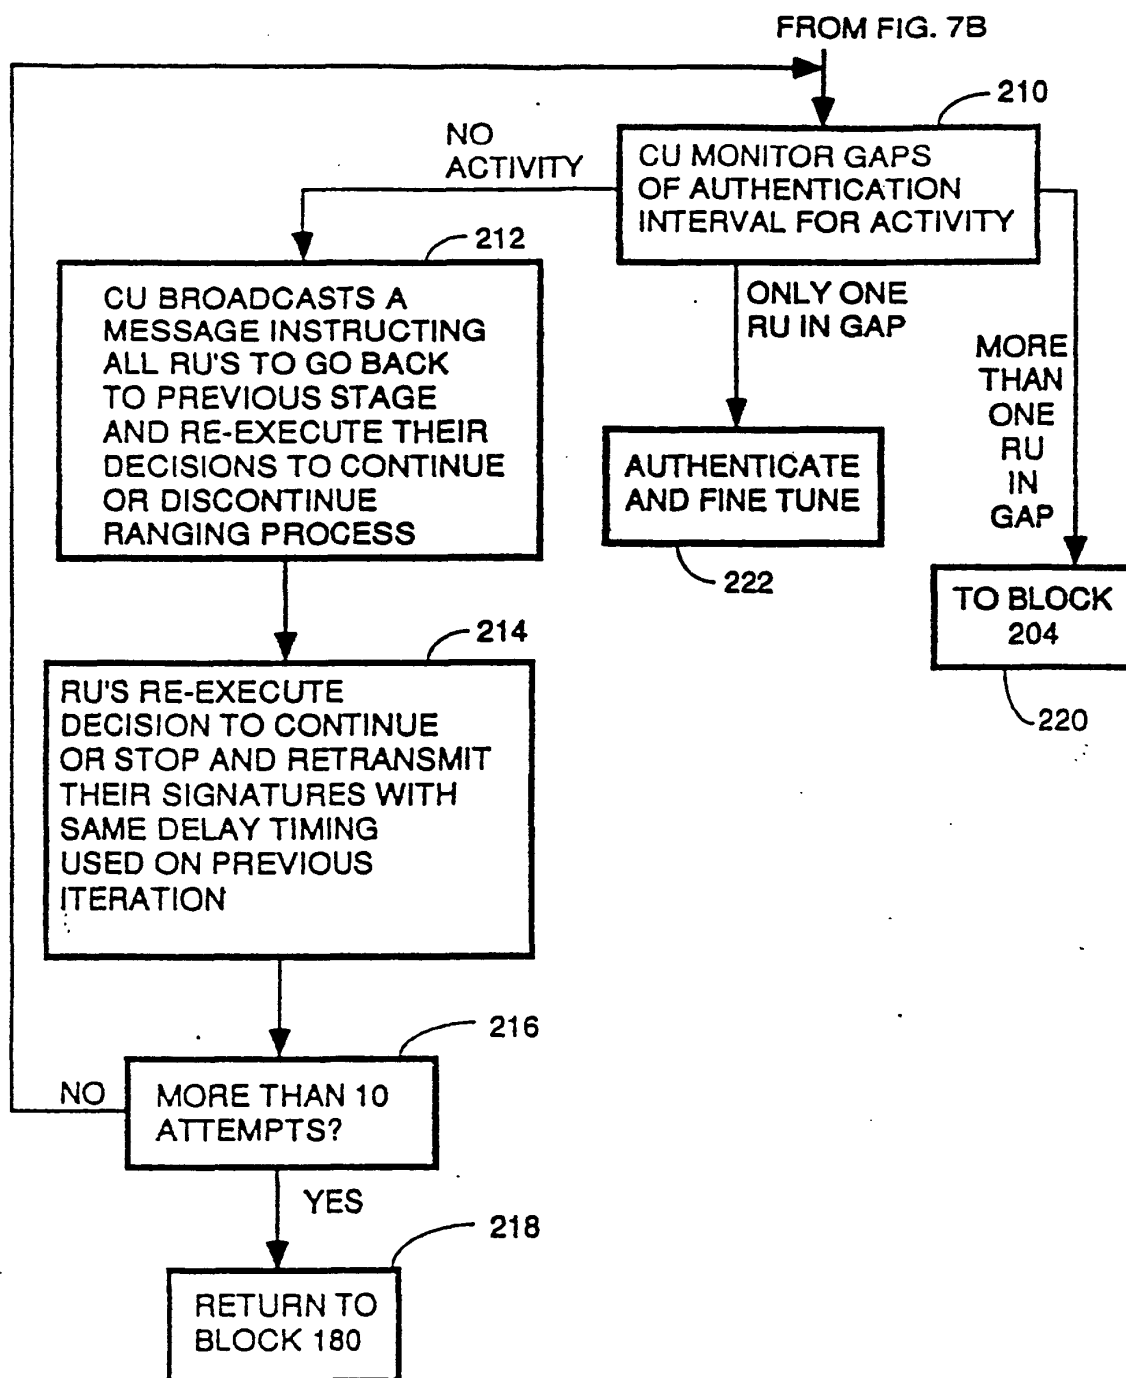 FROM FIG. 7B
210
NO
ACTIVITY
CU MONITOR GAPS
OF AUTHENTICATION
INTERVAL FOR ACTIVITY
212
CU BROADCASTS A
MESSAGE INSTRUCTING
ALL RU'S TO GO BACK
TO PREVIOUS STAGE
AND RE-EXECUTE THEIR
DECISIONS TO CONTINUE
OR DISCONTINUE
RANGING PROCESS
ONLY ONE
RU IN GAP
MORE
THAN
ONE
RU
IN
GAP
AUTHENTICATE
AND FINE TUNE
222
TO BLOCK
204
220
214
RU'S RE-EXECUTE
DECISION TO CONTINUE
OR STOP AND RETRANSMIT
THEIR SIGNATURES WITH
SAME DELAY TIMING
USED ON PREVIOUS
ITERATION
216
NO
MORE THAN 10
ATTEMPTS?
YES
218
RETURN TO
BLOCK 180